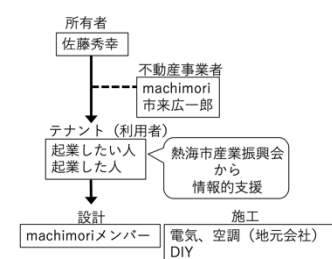 所有者
佐藤秀幸
不動産事業者
machimori
市来広一郎
テナント（利用者）
起業したい人
起業した人
熱海市産業振興会
から
情報的支援
設計
machimoriメンバー
施工
電気、空調（地元会社）
DIY